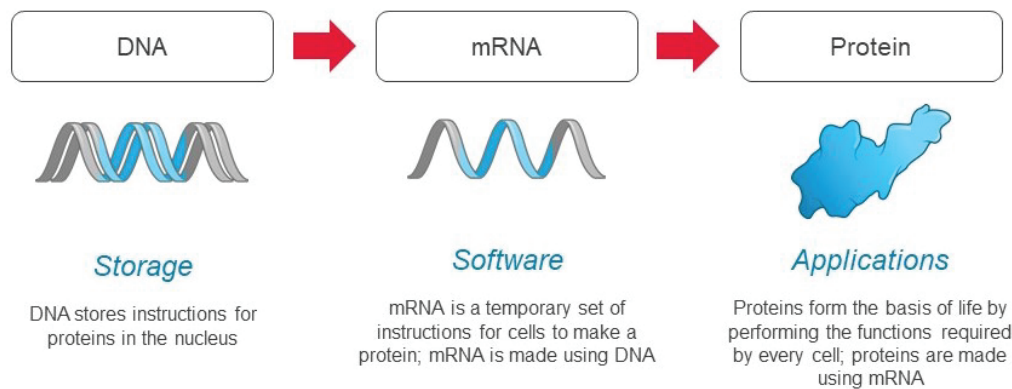 DNA
mRNA
Protein
Storage
Software
Applications
DNA stores instructions for
proteins in the nucleus
mRNA is a temporary set of
instructions for cells to make a
protein; mRNA is made using DNA
Proteins form the basis of life by
performing the functions required
by every cell; proteins are made
using mRNA